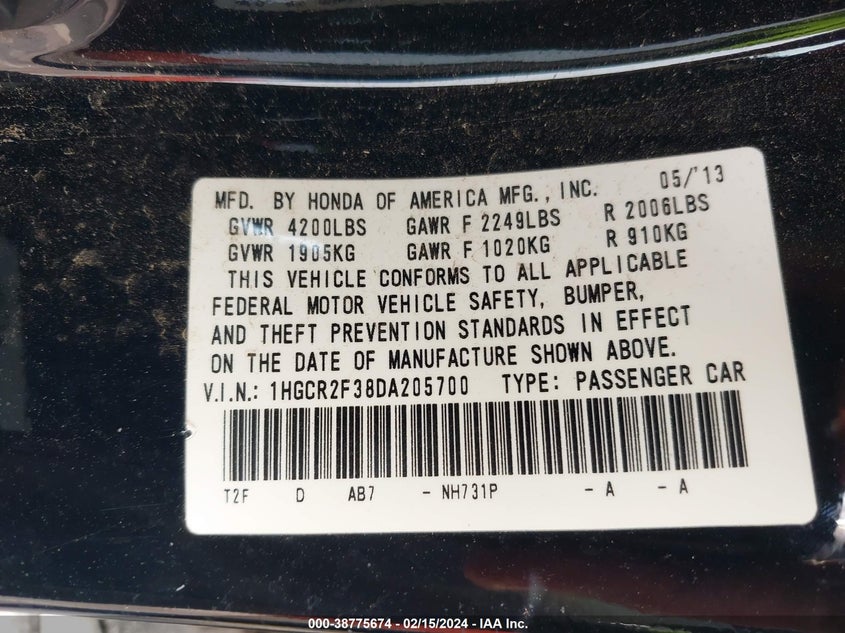 MFD. BY HONDA OF AMERICA MFG., INC. 05/'13
GVWR 4200LBS GAWR F 2249LBS R 2006LBS
GVWR 1905KG GAWR F 1020KG R 910KG
THIS VEHICLE CONFORMS TO ALL APPLICABLE
FEDERAL MOTOR VEHICLE SAFETY, BUMPER,
AND THEFT PREVENTION STANDARDS IN EFFECT
ON THE DATE OF MANUFACTURE SHOWN ABOVE.
V.I.N.: 1HGCR2F38DA205700 TYPE: PASSENGER CAR
T2F D AB7 - NH731P - A - A
000-38775674 / 02/15/2024 - IAA Inc.